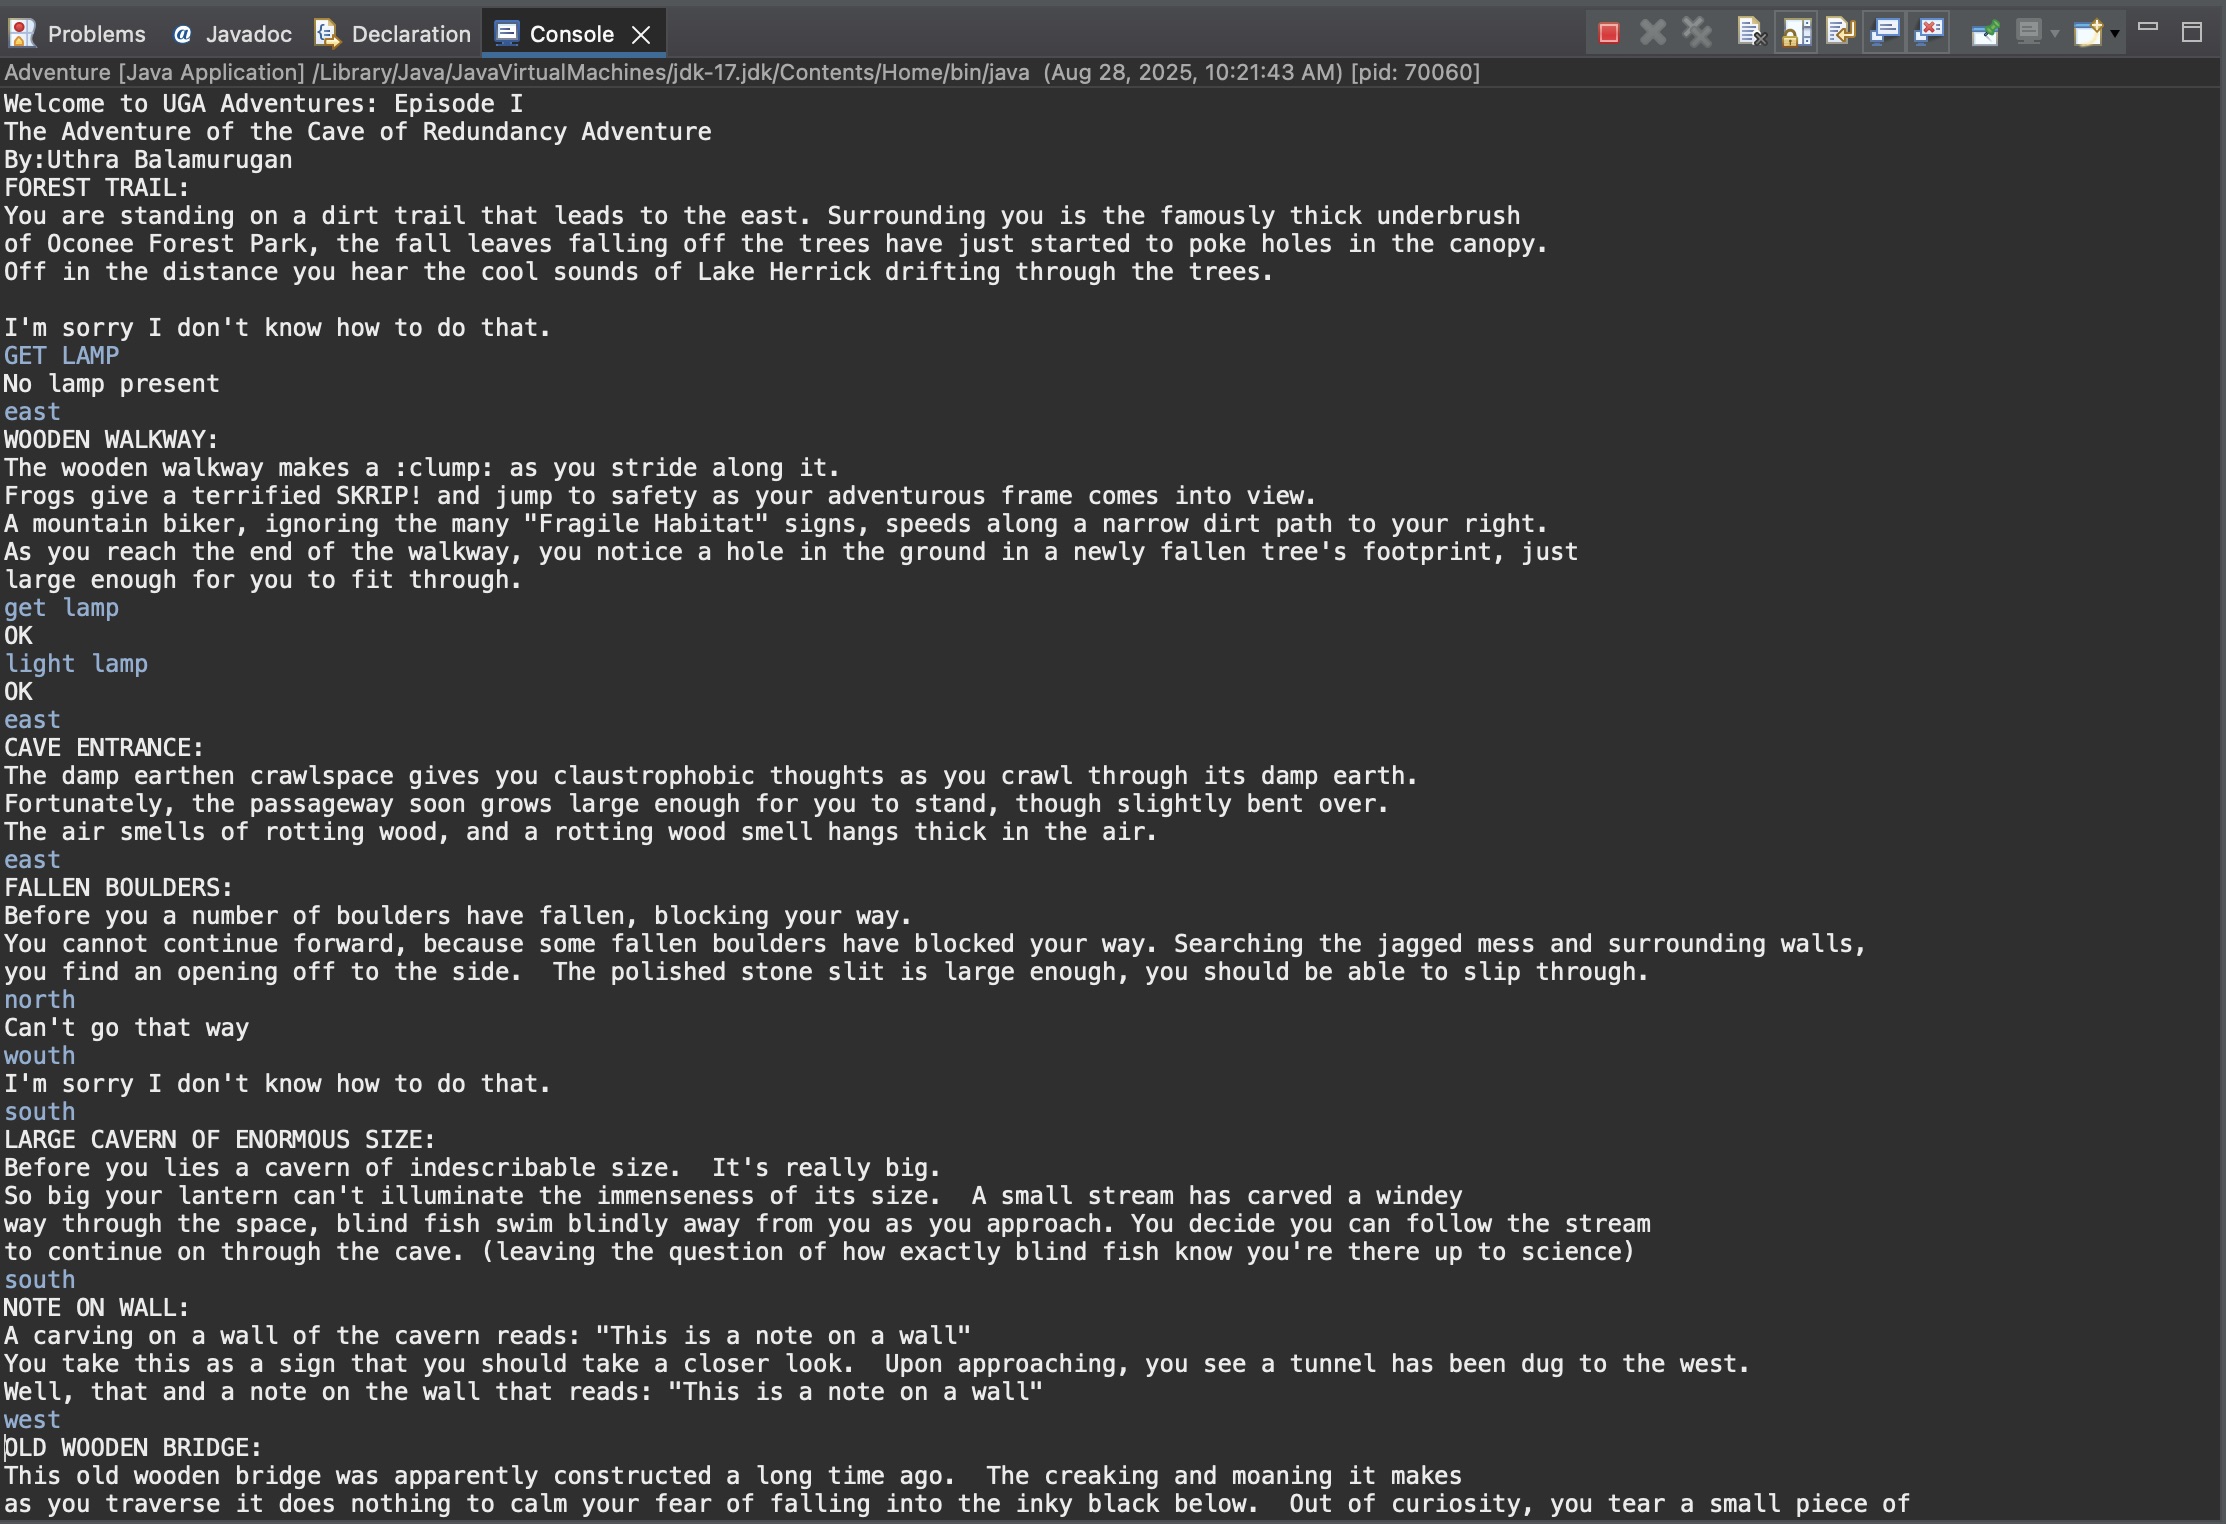 Problems Javadoc Declaration Console
Adventure [Java Application] /Library/Java/JavaVirtualMachines/jdk-17.jdk/Contents/Home/bin/java (Aug 28, 2025, 10:21:43 AM) [pid: 70060]
Welcome to UGA Adventures: Episode I
The Adventure of the Cave of Redundancy Adventure
By:Uthra Balamurugan
FOREST TRAIL:
You are standing on a dirt trail that leads to the east. Surrounding you is the famously thick underbrush
of Oconee Forest Park, the fall leaves falling off the trees have just started to poke holes in the canopy.
Off in the distance you hear the cool sounds of Lake Herrick drifting through the trees.
I'm sorry I don't know how to do that.
GET LAMP
No lamp present
east
WOODEN WALKWAY:
The wooden walkway makes a :clump: as you stride along it.
Frogs give a terrified SKRIP! and jump to safety as your adventurous frame comes into view.
A mountain biker, ignoring the many "Fragile Habitat" signs, speeds along a narrow dirt path to your right.
As you reach the end of the walkway, you notice a hole in the ground in a newly fallen tree's footprint, just
large enough for you to fit through.
get lamp
OK
light lamp
OK
east
CAVE ENTRANCE:
The damp earthen crawlspace gives you claustrophobic thoughts as you crawl through its damp earth.
Fortunately, the passageway soon grows large enough for you to stand, though slightly bent over.
The air smells of rotting wood, and a rotting wood smell hangs thick in the air.
east
FALLEN BOULDERS:
Before you a number of boulders have fallen, blocking your way.
You cannot continue forward, because some fallen boulders have blocked your way. Searching the jagged mess and surrounding walls,
you find an opening off to the side.  The polished stone slit is large enough, you should be able to slip through.
north
Can't go that way
wouth
I'm sorry I don't know how to do that.
south
LARGE CAVERN OF ENORMOUS SIZE:
Before you lies a cavern of indescribable size.  It's really big.
So big your lantern can't illuminate the immenseness of its size.  A small stream has carved a windey
way through the space, blind fish swim blindly away from you as you approach. You decide you can follow the stream
to continue on through the cave. (leaving the question of how exactly blind fish know you're there up to science)
south
NOTE ON WALL:
A carving on a wall of the cavern reads: "This is a note on a wall"
You take this as a sign that you should take a closer look.  Upon approaching, you see a tunnel has been dug to the west.
Well, that and a note on the wall that reads: "This is a note on a wall"
west
OLD WOODEN BRIDGE:
This old wooden bridge was apparently constructed a long time ago.  The creaking and moaning it makes
as you traverse it does nothing to calm your fear of falling into the inky black below.  Out of curiosity, you tear a small piece of